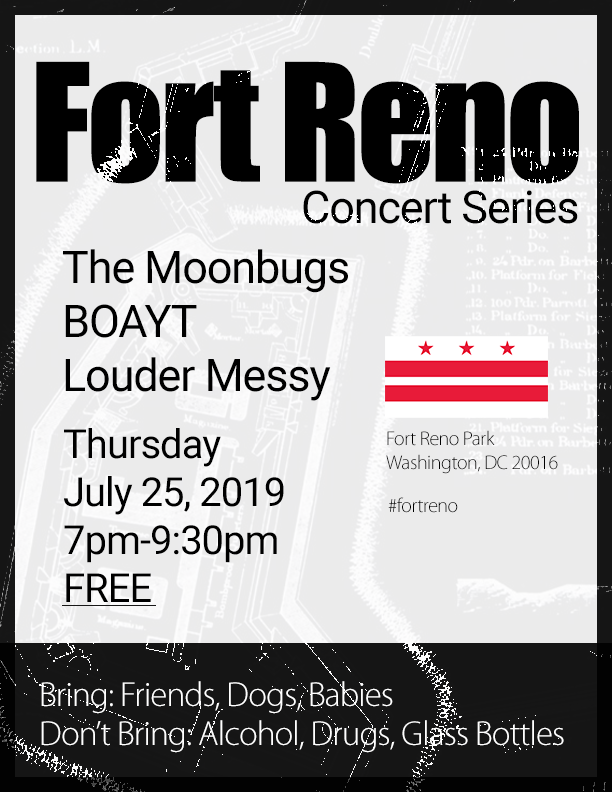 Fort Reno
Concert Series
The Moonbugs
BOAYT
Louder Messy
Thursday
July 25, 2019
7pm-9:30pm
FREE
Fort Reno Park
Washington, DC 20016
#fortreno
Bring: Friends, Dogs, Babies
Don't Bring: Alcohol, Drugs, Glass Bottles